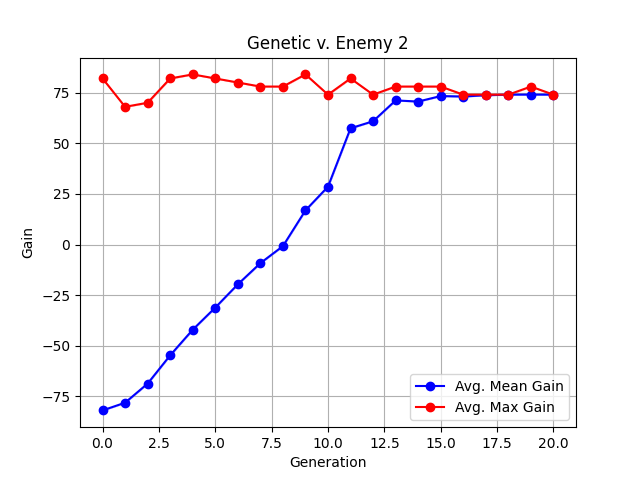 Genetic v. Enemy 2
75
50
25
0
−25
−50
−75
Gain
Avg. Mean Gain
Avg. Max Gain
0.0 2.5 5.0 7.5 10.0 12.5 15.0 17.5 20.0
Generation